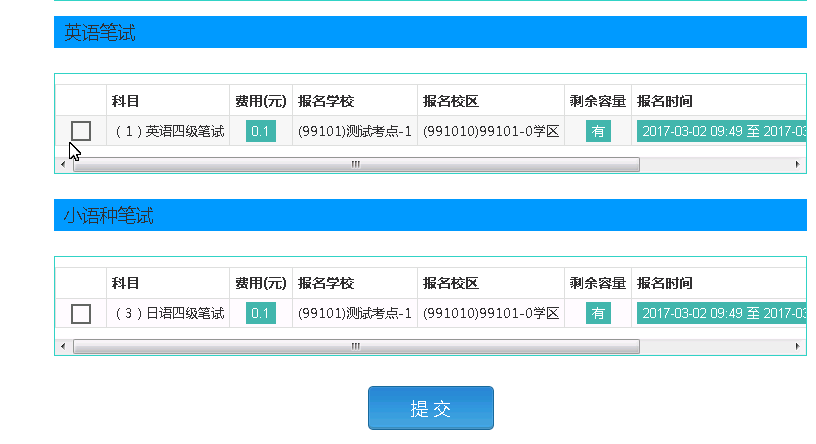 英语笔试
科目 费用(元) 报名学校 报名校区 剩余容量 报名时间
（1）英语四级笔试 0.1 (99101)测试考点-1 (991010)99101-0学区 有 2017-03-02 09:49 至 2017-03
小语种笔试
科目 费用(元) 报名学校 报名校区 剩余容量 报名时间
（3）日语四级笔试 0.1 (99101)测试考点-1 (991010)99101-0学区 有 2017-03-02 09:49 至 2017-03
提 交